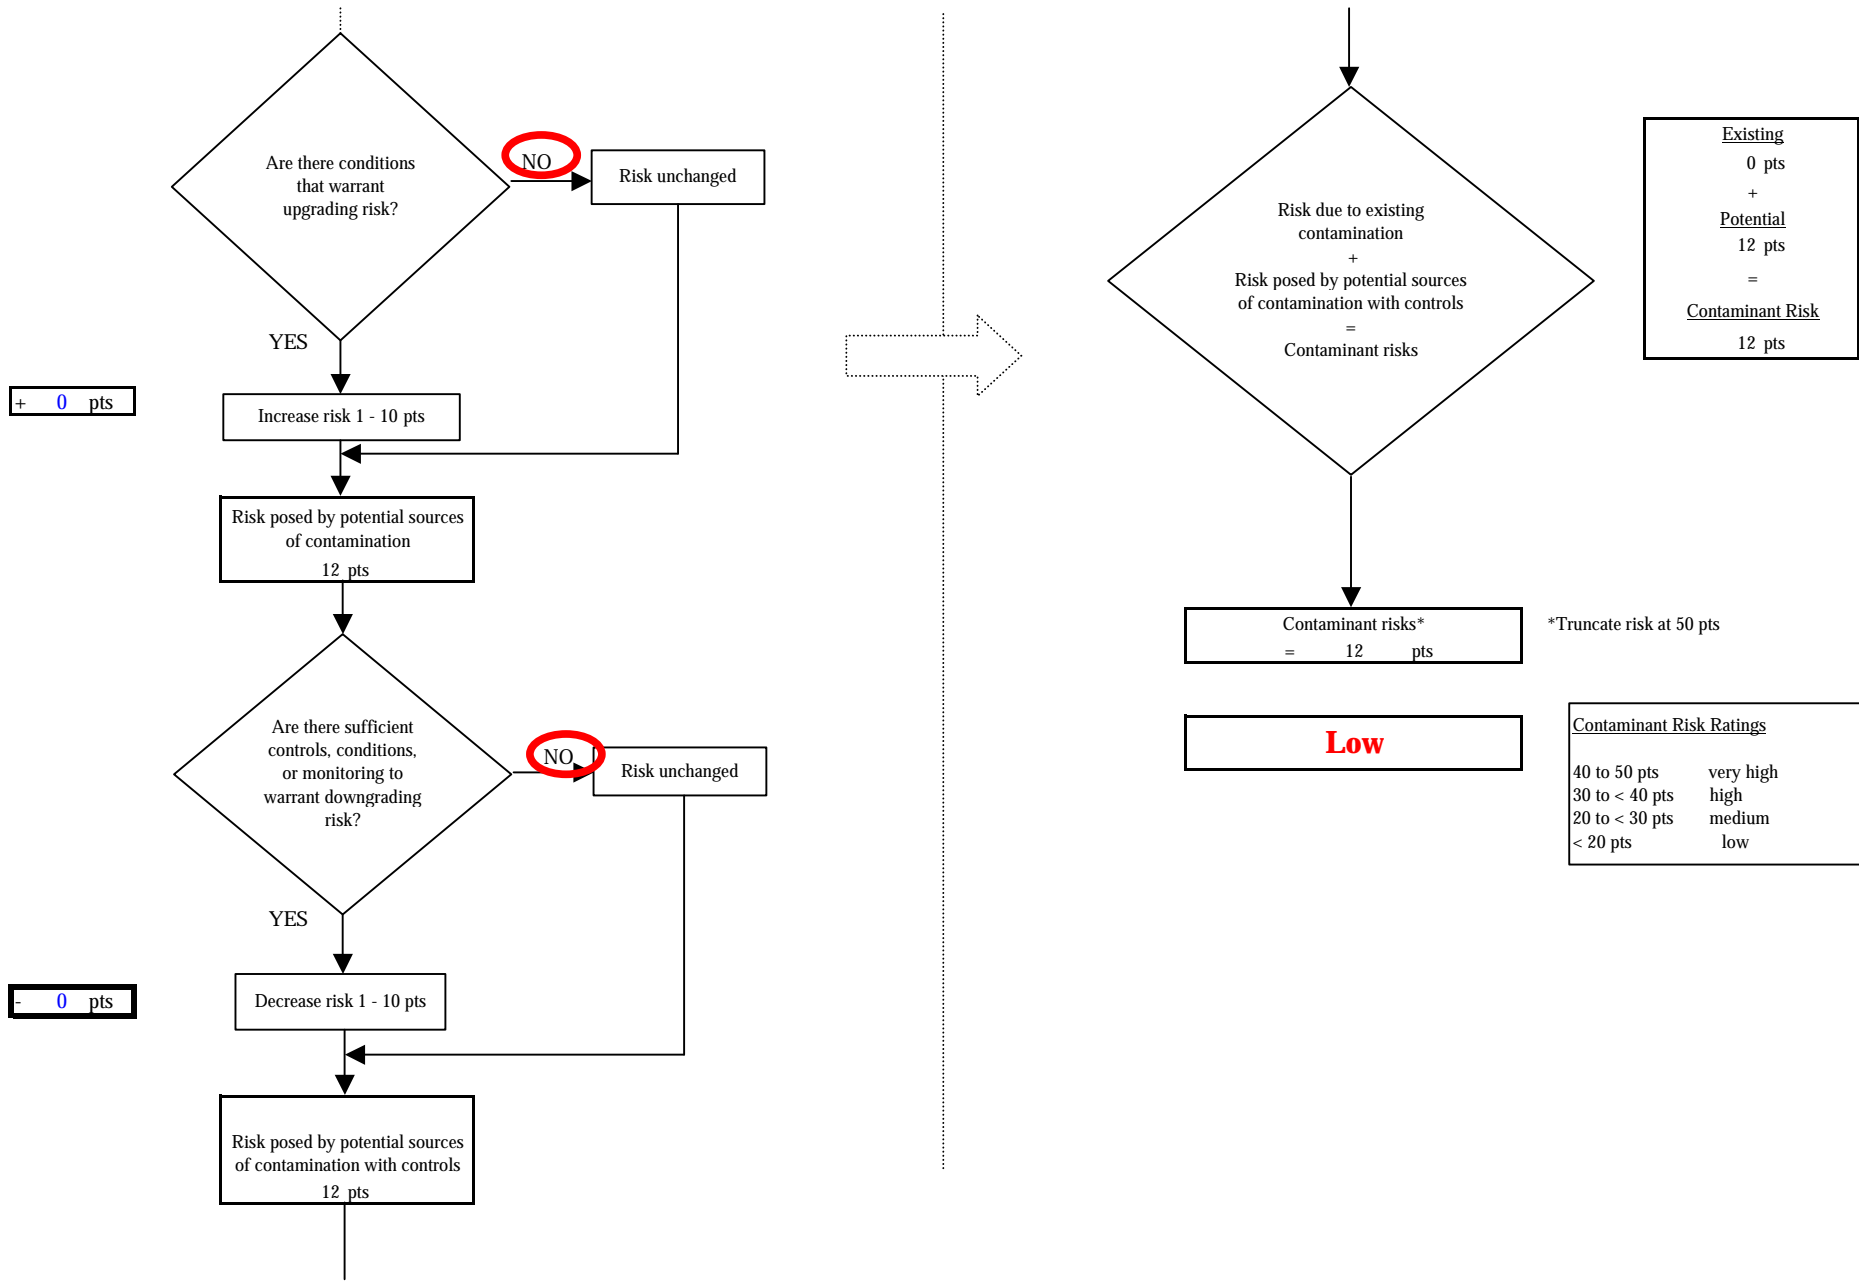 Are there conditions
that warrant
upgrading risk?
NO
Risk unchanged
YES
+ 0 pts
Increase risk 1 - 10 pts
Risk posed by potential sources
of contamination
12 pts
Are there sufficient
controls, conditions,
or monitoring to
warrant downgrading
risk?
NO
Risk unchanged
YES
- 0 pts
Decrease risk 1 - 10 pts
Risk posed by potential sources
of contamination with controls
12 pts
Risk due to existing
contamination
+
Risk posed by potential sources
of contamination with controls
=
Contaminant risks
Existing
0 pts
+
Potential
12 pts
=
Contaminant Risk
12 pts
Contaminant risks*
= 12 pts
*Truncate risk at 50 pts
Low
Contaminant Risk Ratings
40 to 50 pts very high
30 to < 40 pts high
20 to < 30 pts medium
< 20 pts low